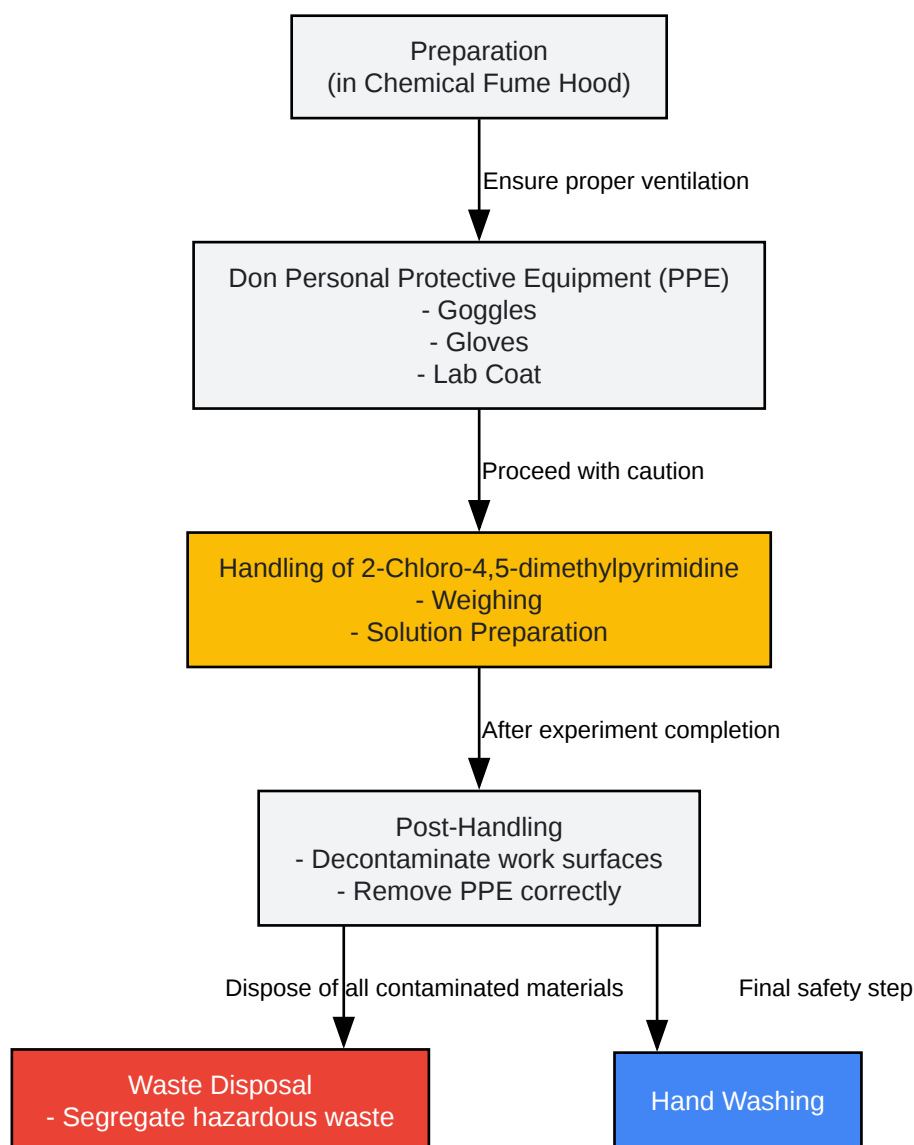 Preparation
(in Chemical Fume Hood)
Ensure proper ventilation
Don Personal Protective Equipment (PPE)
- Goggles
- Gloves
- Lab Coat
Proceed with caution
Handling of 2-Chloro-4,5-dimethylpyrimidine
- Weighing
- Solution Preparation
After experiment completion
Post-Handling
- Decontaminate work surfaces
- Remove PPE correctly
Dispose of all contaminated materials
Final safety step
Waste Disposal
- Segregate hazardous waste
Hand Washing